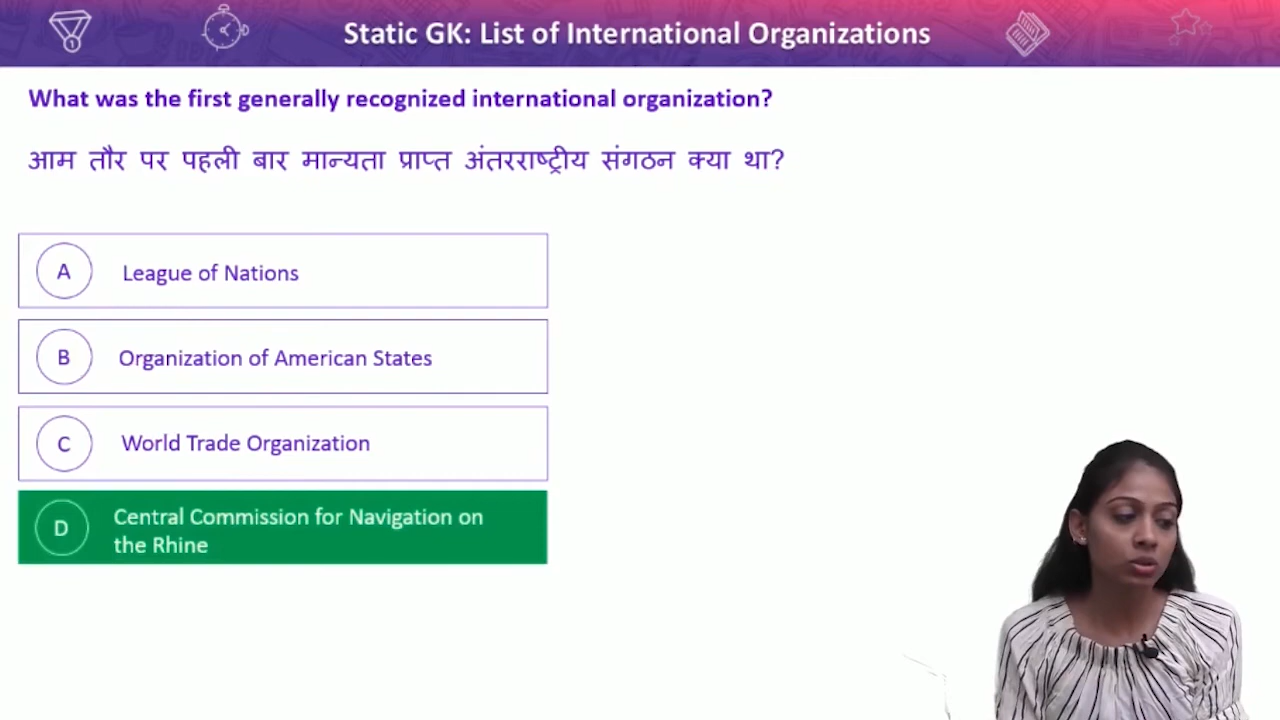 Static GK: List of International Organizations
What was the first generally recognized international organization?
आम तौर पर पहली बार मान्यता प्राप्त अंतरराष्ट्रीय संगठन क्या था?
A League of Nations
B Organization of American States
C World Trade Organization
D Central Commission for Navigation on
the Rhine